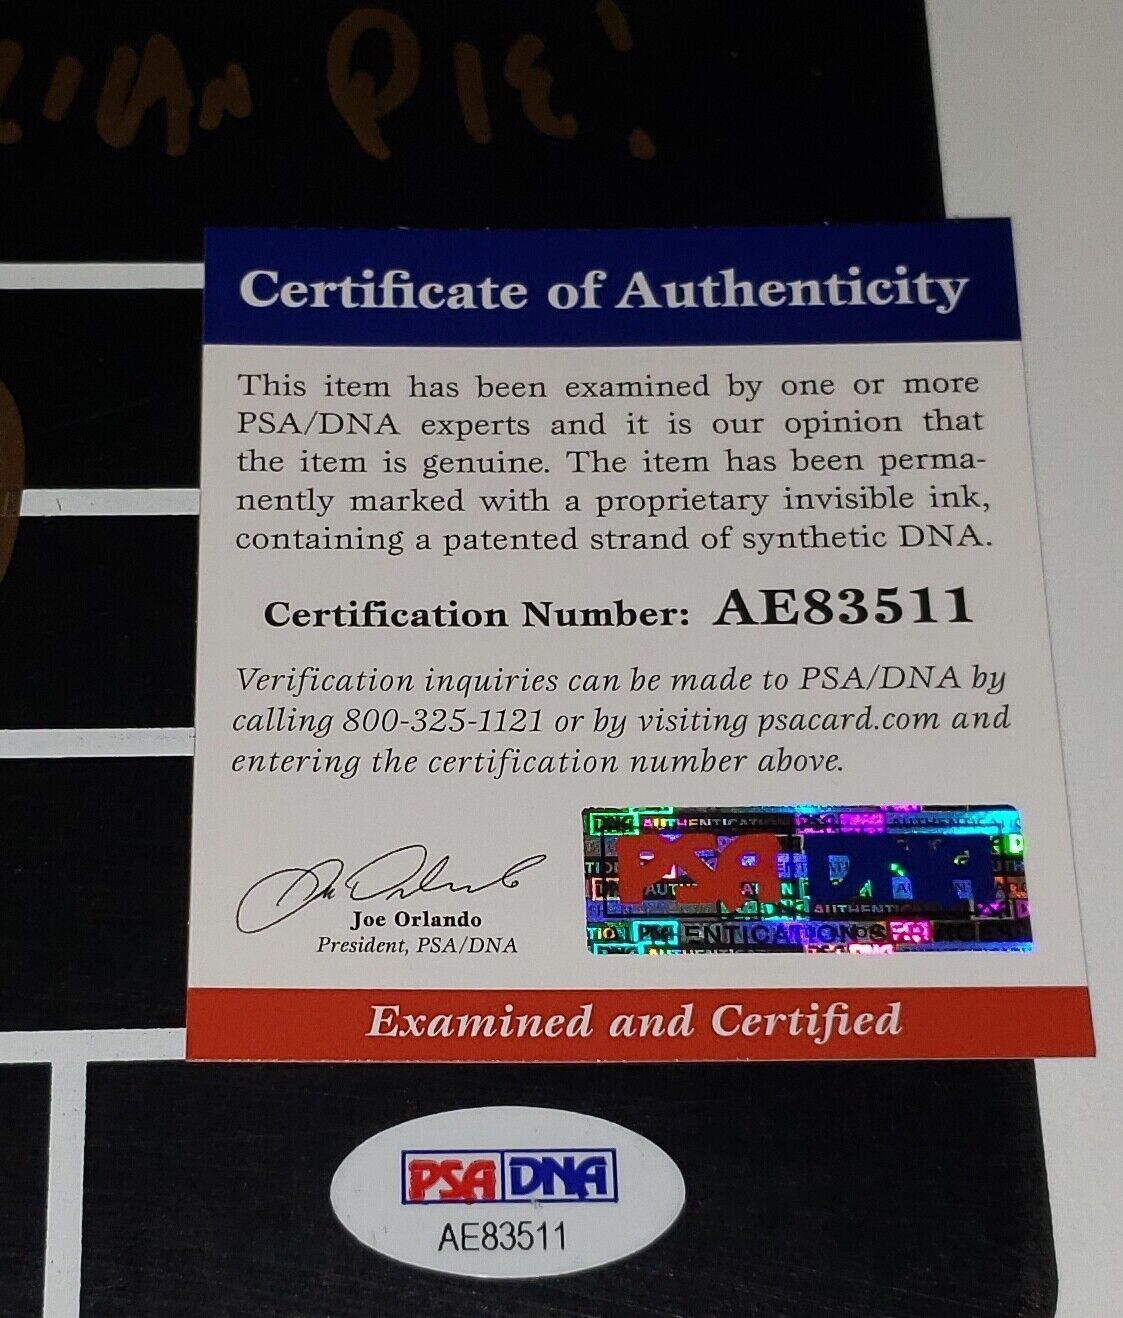 PIE!
Certificate of Authenticity
This item has been examined by one or more
PSA/DNA experts and it is our opinion that
the item is genuine. The item has been perma-
nently marked with a proprietary invisible ink,
containing a patented strand of synthetic DNA.
Certification Number: AE83511
Verification inquiries can be made to PSA/DNA by
calling 800-325-1121 or by visiting psacard.com and
entering the certification number above.
Joe Orlando
President, PSA/DNA
PSA DNA
Examined and Certified
PSA DNA
AE83511